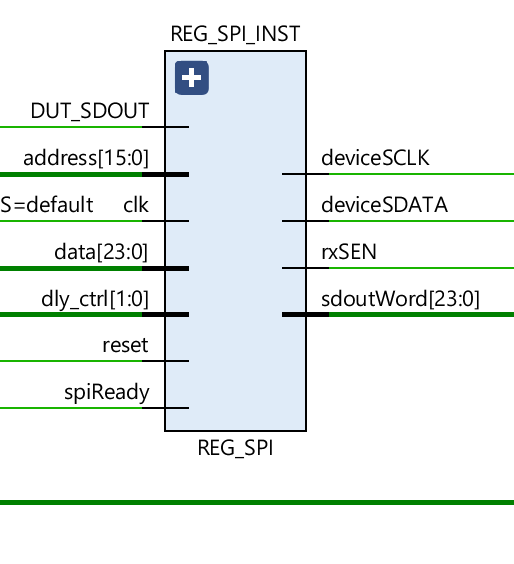 REG_SPI_INST
DUT_SDOUT
address[15:0]
deviceSCLK
S=default clk
deviceSDATA
data[23:0]
rxSEN
dly_ctrl[1:0]
sdoutWord[23:0]
reset
spiReady
REG_SPI